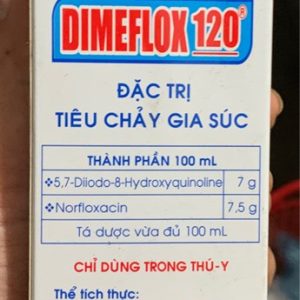 DIMEFLOX 120®
ĐẶC TRỊ
TIÊU CHẢY GIA SÚC
THÀNH PHẦN 100 mL
❖5,7-Diiodo-8-Hydroxyquinoline 7 g
❖Norfloxacin 7,5 g
Tá dược vừa đủ 100 mL
CHỈ DÙNG TRONG THÚ-Y
Thể tích thực: